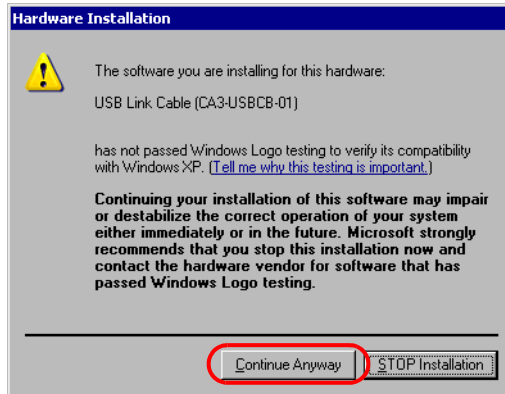 Hardware Installation
The software you are installing for this hardware:
USB Link Cable (CA3-USBCB-01)
has not passed Windows Logo testing to verify its compatibility
with Windows XP. (Tell me why this testing is important.)
Continuing your installation of this software may impair
or destabilize the correct operation of your system
either immediately or in the future. Microsoft strongly
recommends that you stop this installation now and
contact the hardware vendor for software that has
passed Windows Logo testing.
Continue Anyway
STOP Installation